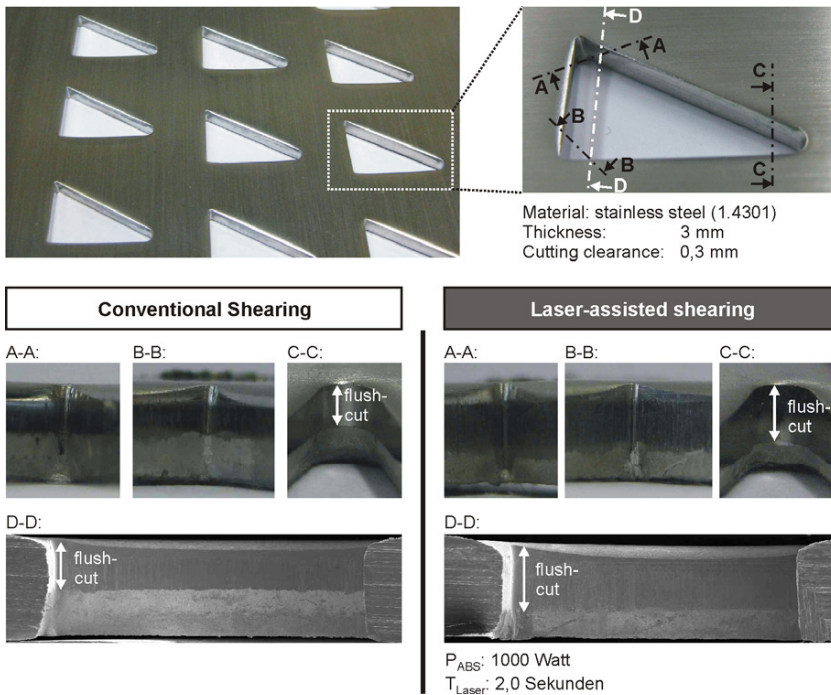 D
A
C
A
B
B
C
D
Material: stainless steel (1.4301)
Thickness: 3 mm
Cutting clearance: 0,3 mm
Conventional Shearing
A-A:
B-B:
C-C:
flush-
cut
D-D:
flush-
cut
Laser-assisted shearing
A-A:
B-B:
C-C:
flush-
cut
D-D:
flush-
cut
PABS: 1000 Watt
TLaser: 2,0 Sekunden